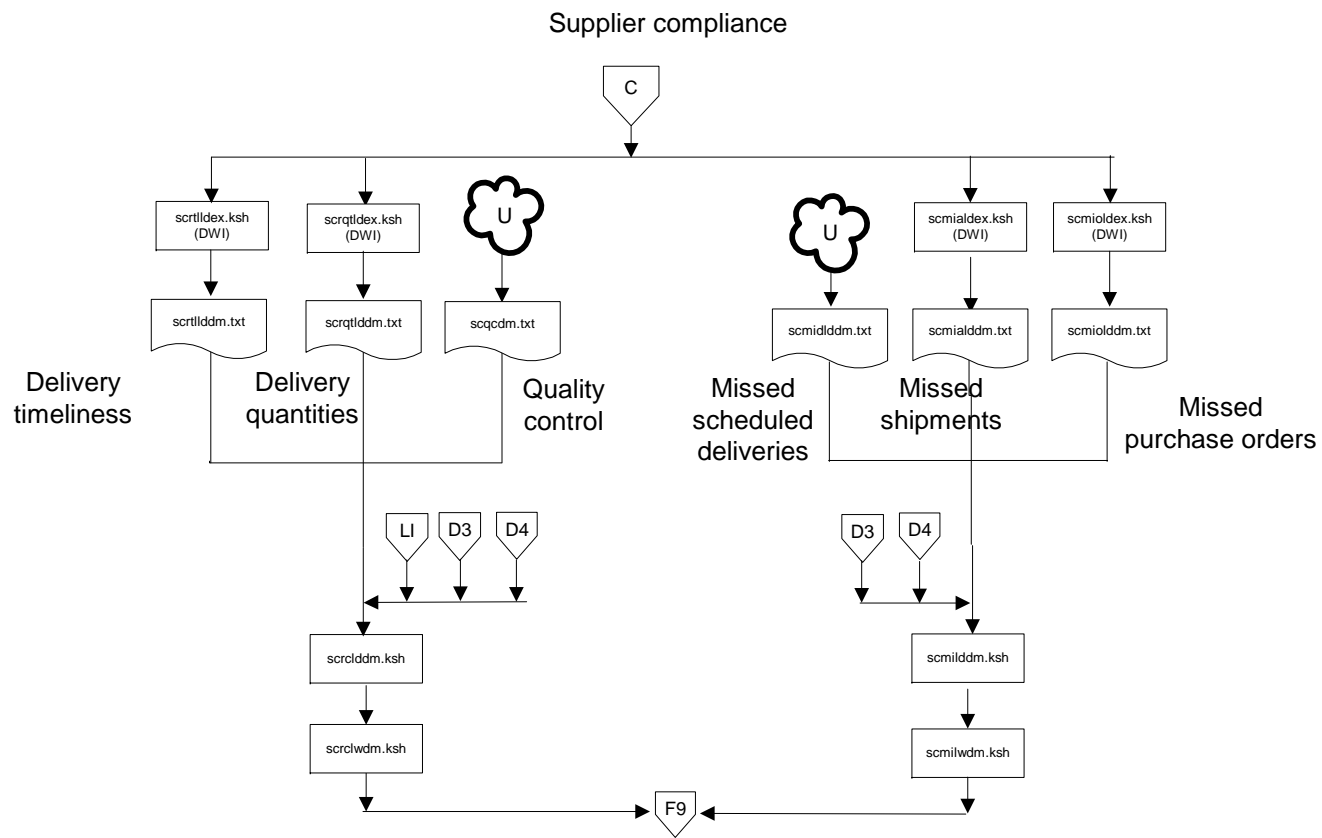 Supplier compliance
C
scrtlldex.ksh
(DWI)
scrqtldex.ksh
(DWI)
U
U
scmialdex.ksh
(DWI)
scmioldex.ksh
(DWI)
scrtllddm.txt
scrqtlddm.txt
scqcdm.txt
scmidlddm.txt
scmialddm.txt
scmiolddm.txt
Delivery
timeliness
Delivery
quantities
Quality
control
Missed
scheduled
deliveries
Missed
shipments
Missed
purchase orders
LI
D3
D4
D3
D4
scrclddm.ksh
scmilddm.ksh
scrclwdm.ksh
scmilwdm.ksh
F9